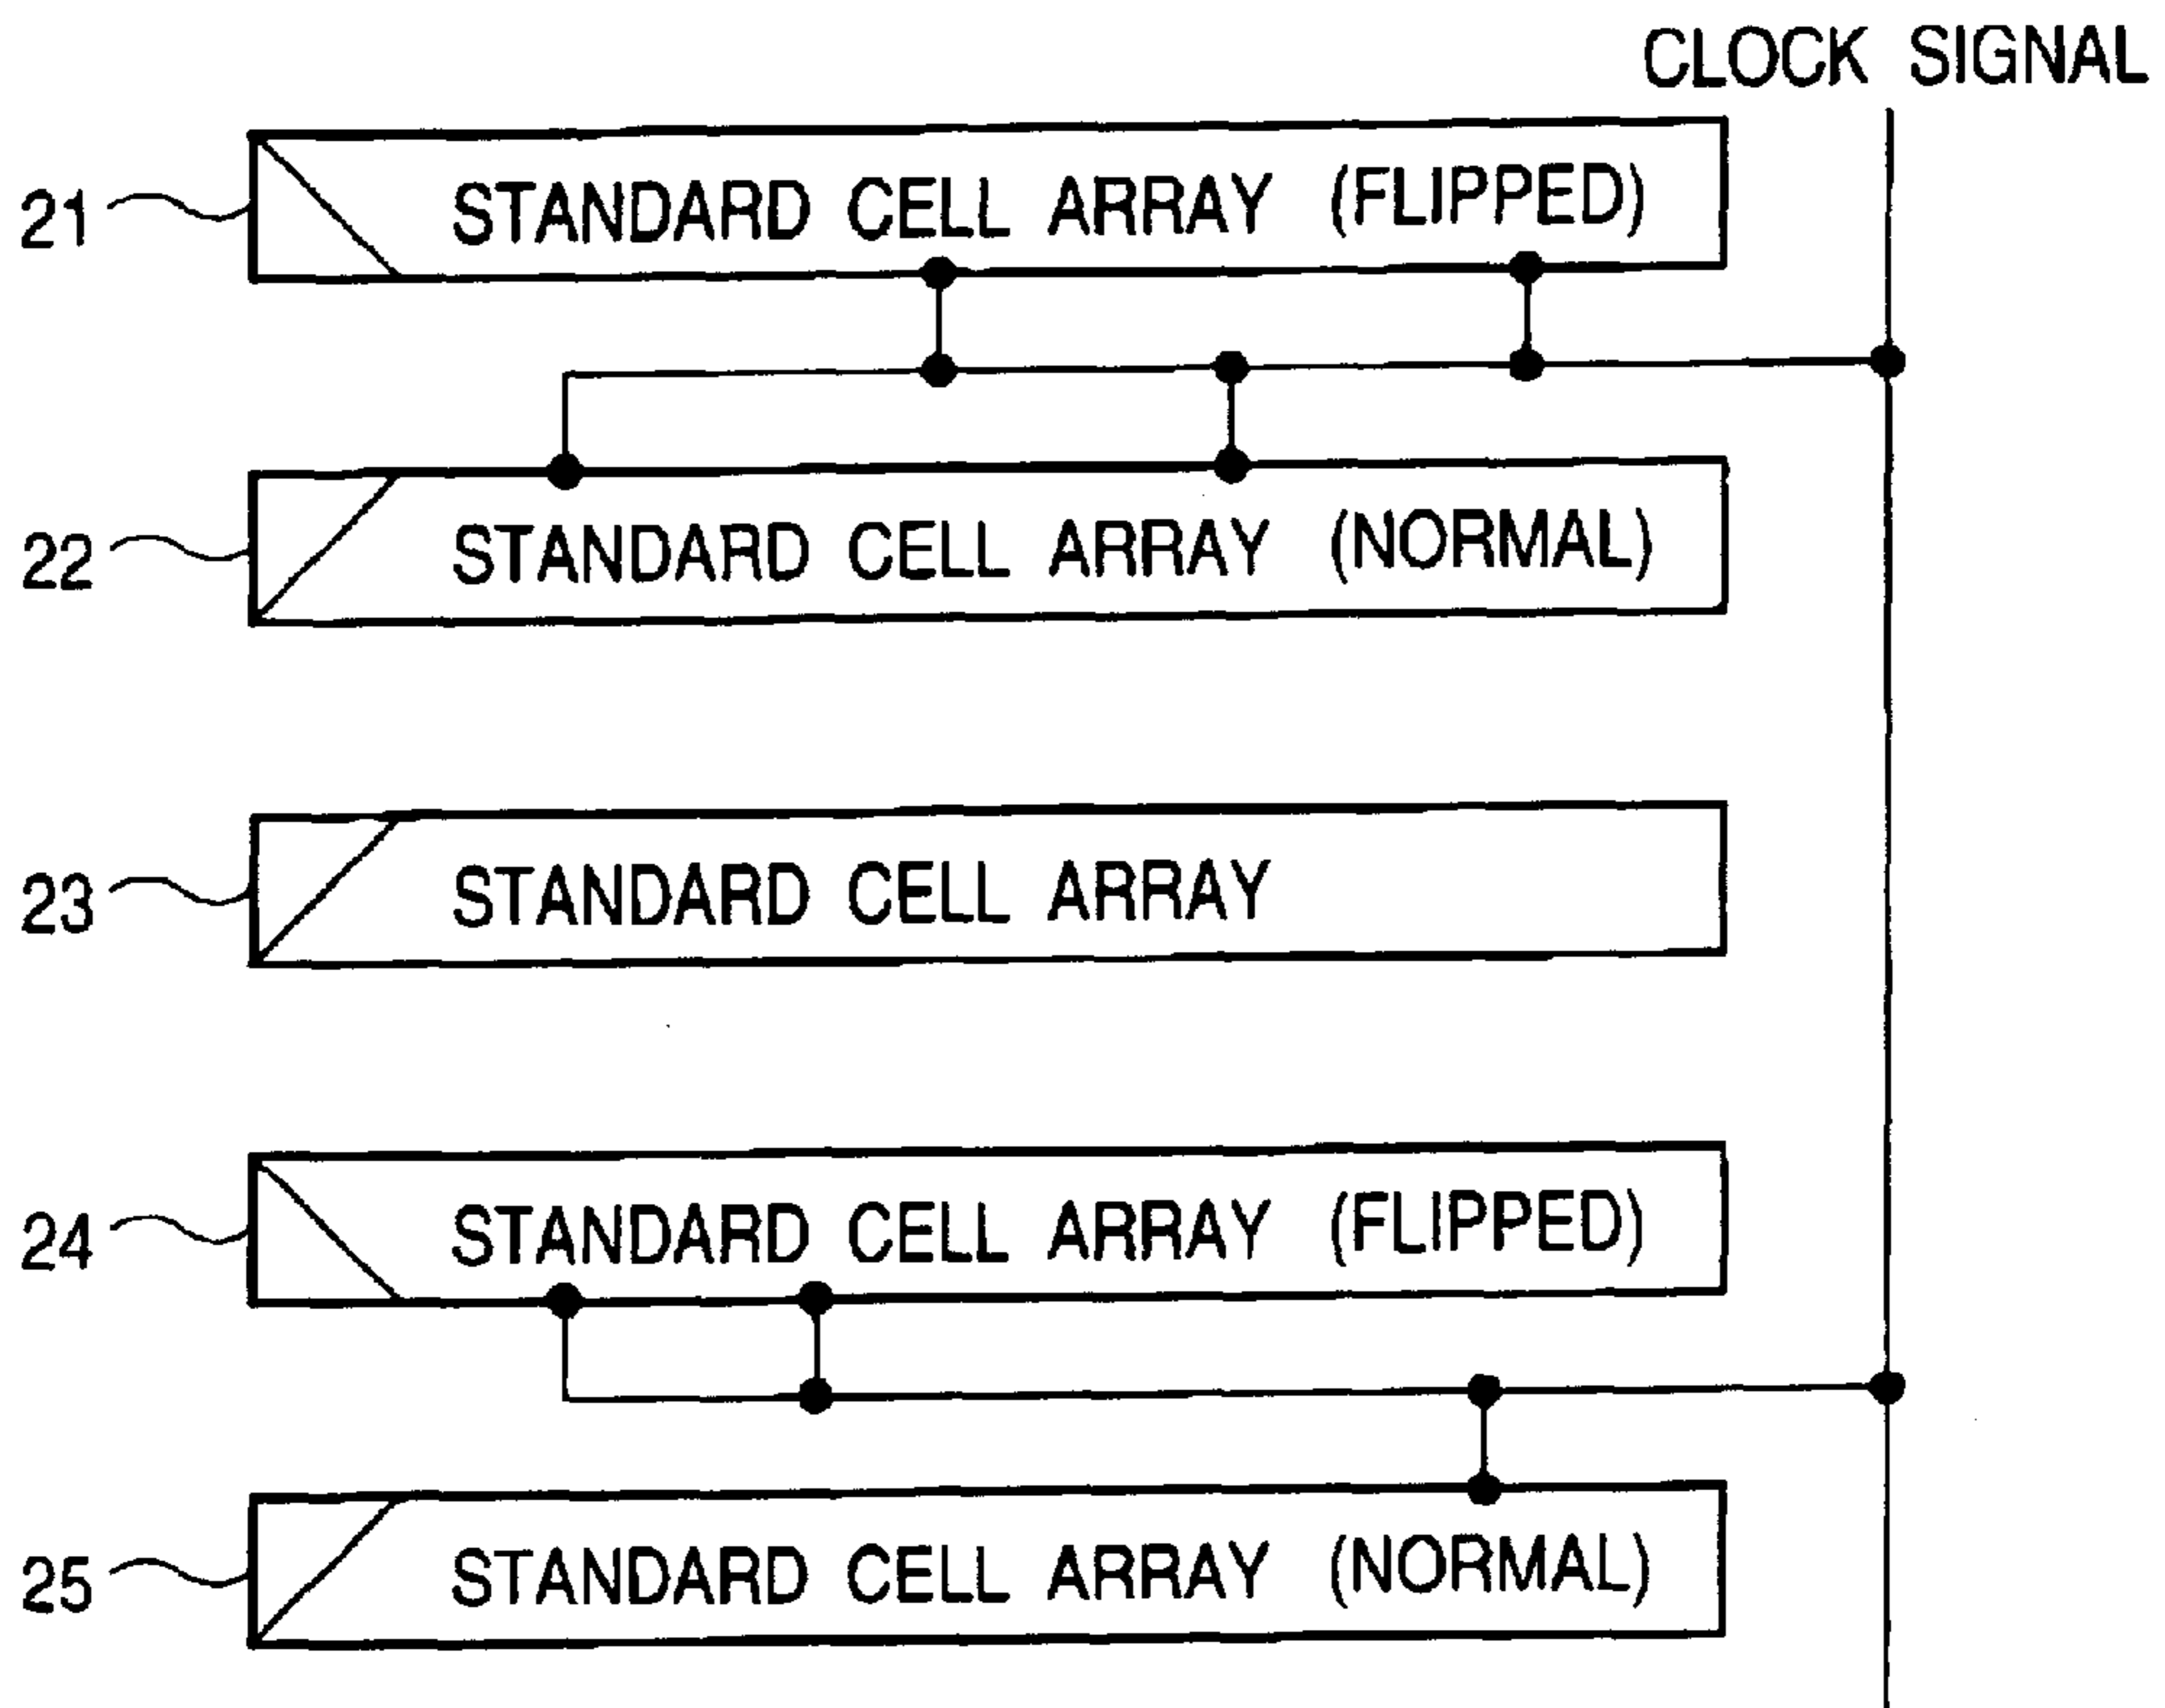 CLOCK SIGNAL
21 STANDARD CELL ARRAY (FLIPPED)
22 STANDARD CELL ARRAY (NORMAL)
23 STANDARD CELL ARRAY
24 STANDARD CELL ARRAY (FLIPPED)
25 STANDARD CELL ARRAY (NORMAL)